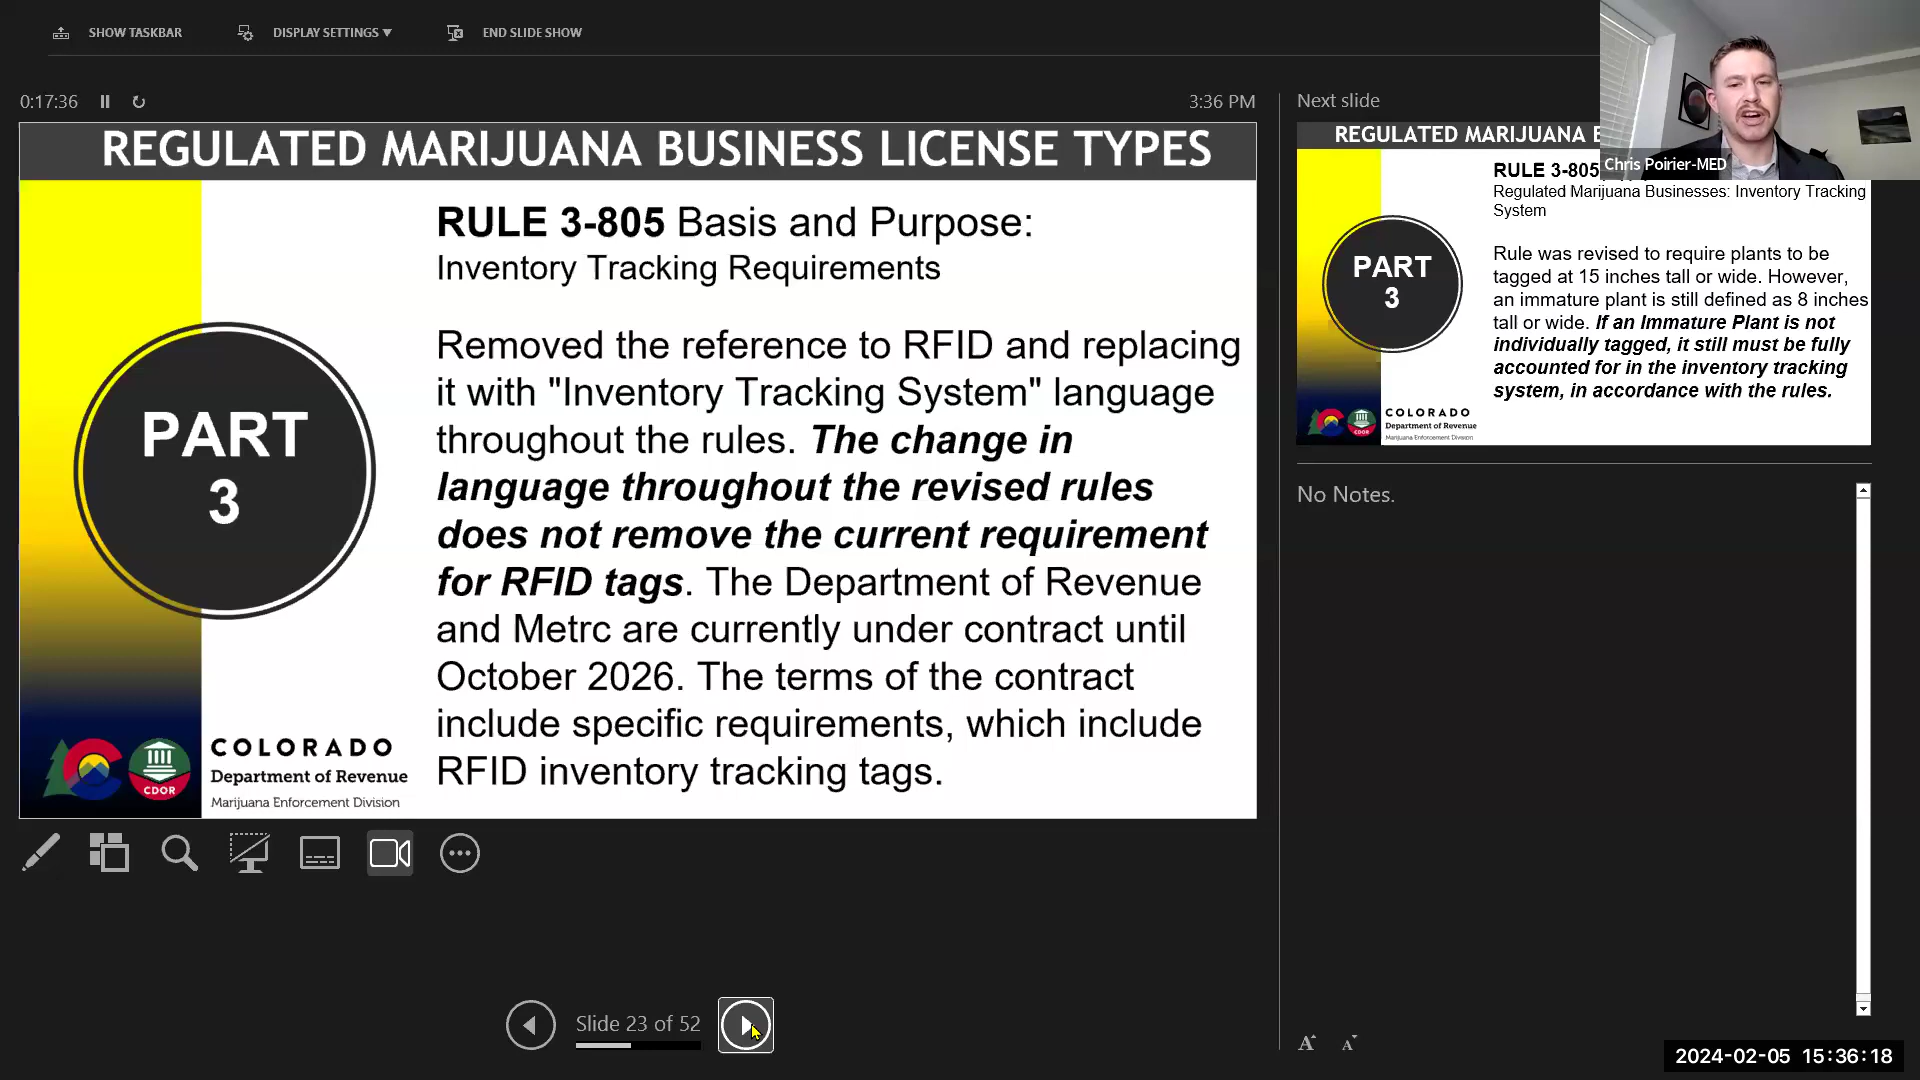 SHOW TASKBAR
DISPLAY SETTINGS ▼
END SLIDE SHOW
0:17:36
3:36 PM
REGULATED MARIJUANA BUSINESS LICENSE TYPES
RULE 3-805 Basis and Purpose:
Inventory Tracking Requirements
Removed the reference to RFID and replacing
it with "Inventory Tracking System" language
throughout the rules. The change in
language throughout the revised rules
does not remove the current requirement
for RFID tags. The Department of Revenue
and Metrc are currently under contract until
October 2026. The terms of the contract
include specific requirements, which include
RFID inventory tracking tags.
PART
3
CDOR
COLORADO
Department of Revenue
Marijuana Enforcement Division
Slide 23 of 52
Next slide
REGULATED MARIJUANA
Chris Poirier-MED
RULE 3-805
Regulated Marijuana Businesses: Inventory Tracking
System
Rule was revised to require plants to be
tagged at 15 inches tall or wide. However,
an immature plant is still defined as 8 inches
tall or wide. If an Immature Plant is not
individually tagged, it still must be fully
accounted for in the inventory tracking
system, in accordance with the rules.
PART
3
CDOR
COLORADO
Department of Revenue
Marijuana Enforcement Division
No Notes.
A A
2024-02-05 15:36:18